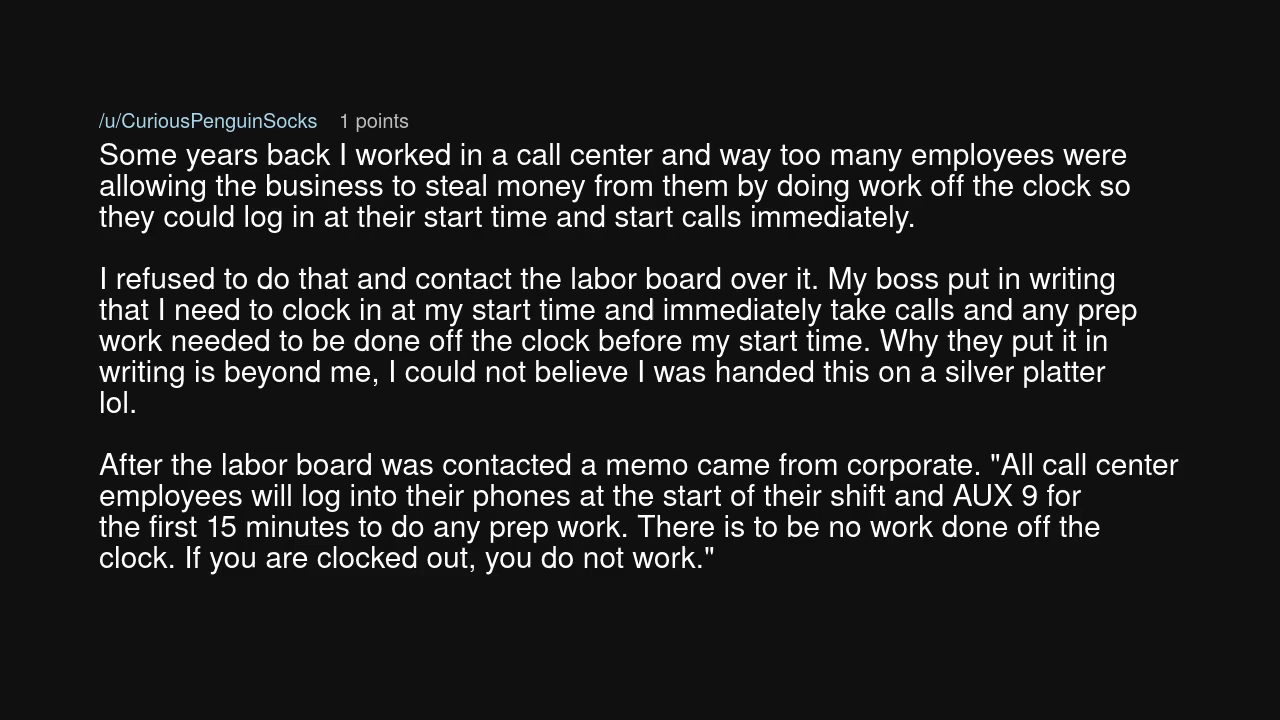 /u/CuriousPenguinSocks 1 points
Some years back I worked in a call center and way too many employees were
allowing the business to steal money from them by doing work off the clock so
they could log in at their start time and start calls immediately.
I refused to do that and contact the labor board over it. My boss put in writing
that I need to clock in at my start time and immediately take calls and any prep
work needed to be done off the clock before my start time. Why they put it in
writing is beyond me, I could not believe I was handed this on a silver platter
lol.
After the labor board was contacted a memo came from corporate. "All call center
employees will log into their phones at the start of their shift and AUX 9 for
the first 15 minutes to do any prep work. There is to be no work done off the
clock. If you are clocked out, you do not work."